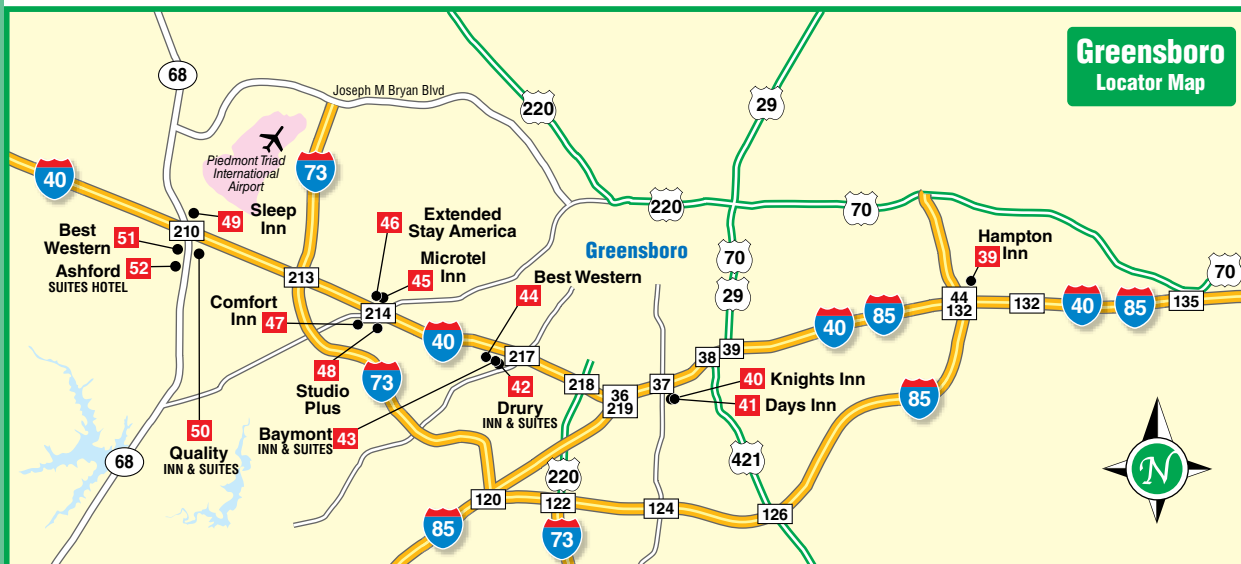 Greensboro
Locator Map
68
Joseph M Bryan Blvd
220
29
Piedmont Triad
International
Airport
73
40
220
70
49
Sleep
Inn
210
Best
Western
51
Ashford
SUITES HOTEL
52
46
Extended
Stay America
45
Microtel
Inn
Greensboro
44
Best Western
Hampton
Inn
39
70
29
70
213
214
Comfort
Inn
47
40
44
132
132
40
85
135
40
85
217
38
39
48
Studio
Plus
73
42
Drury
INN & SUITES
218
36
219
37
40
Knights Inn
41
Days Inn
85
Baymont
INN & SUITES
43
50
Quality
INN & SUITES
68
421
220
N
120
122
124
126
85
73